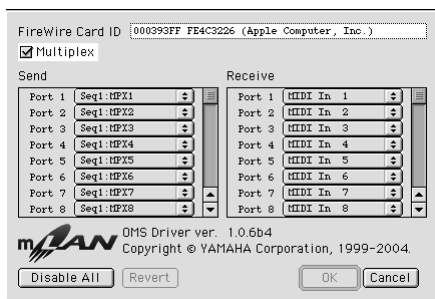 FireWire Card ID 000393FF FE4C3226 (Apple Computer, Inc.)
Multiplex
Send
Receive
Port 1 Seq1:MPX1
Port 2 Seq1:MPX2
Port 3 Seq1:MPX3
Port 4 Seq1:MPX4
Port 5 Seq1:MPX5
Port 6 Seq1:MPX6
Port 7 Seq1:MPX7
Port 8 Seq1:MPX8
Port 1 MIDI In 1
Port 2 MIDI In 2
Port 3 MIDI In 3
Port 4 MIDI In 4
Port 5 MIDI In 5
Port 6 MIDI In 6
Port 7 MIDI In 7
Port 8 MIDI In 8
mLAN
OMS Driver ver. 1.0.6b4
Copyright © YAMAHA Corporation, 1999-2004.
Disable All
Revert
OK
Cancel